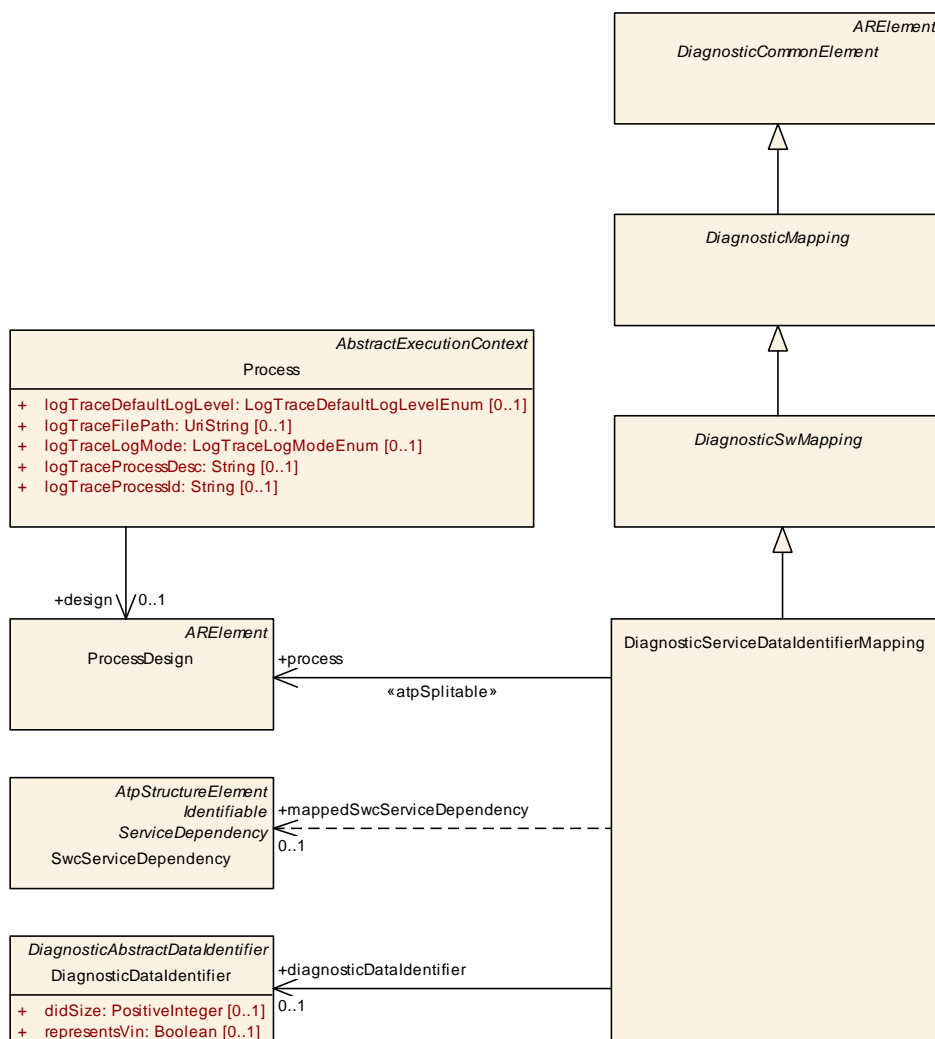 ARElement
DiagnosticCommonElement
DiagnosticMapping
AbstractExecutionContext
Process
+ logTraceDefaultLogLevel: LogTraceDefaultLogLevelEnum [0..1]
+ logTraceFilePath: UriString [0..1]
+ logTraceLogMode: LogTraceLogModeEnum [0..1]
+ logTraceProcessDesc: String [0..1]
+ logTraceProcessId: String [0..1]
DiagnosticSwMapping
+design 0..1
ARElement
ProcessDesign
+process
«atpSplitable»
DiagnosticServiceDataIdentifierMapping
AtpStructureElement
Identifiable
ServiceDependency
SwcServiceDependency
+mappedSwcServiceDependency
0..1
DiagnosticAbstractDataIdentifier
DiagnosticDataIdentifier
+ didSize: PositiveInteger [0..1]
+ representsVin: Boolean [0..1]
+diagnosticDataIdentifier
0..1